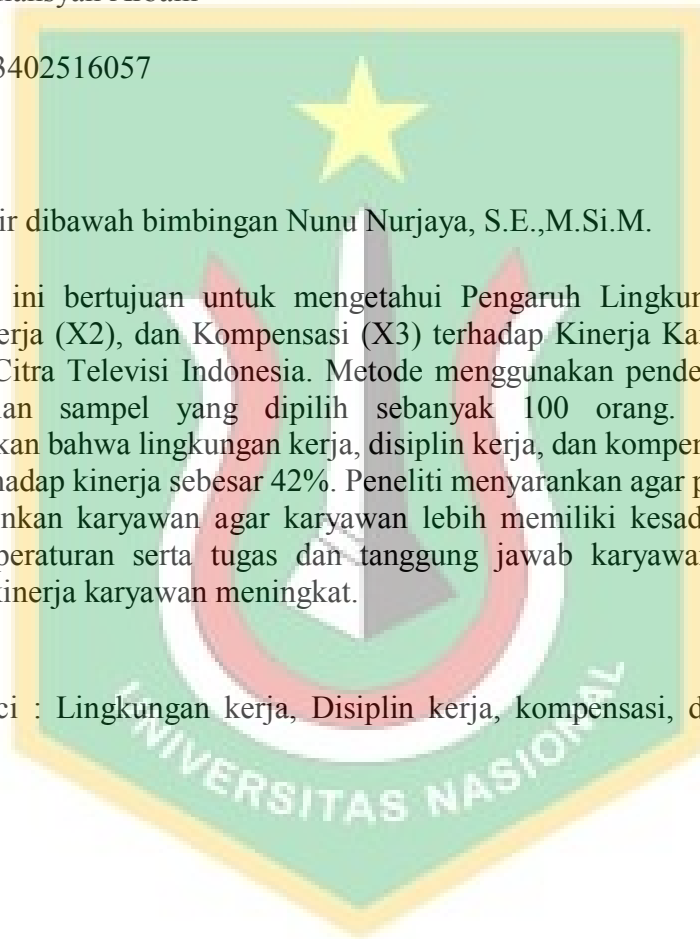 3402516057
ir dibawah bimbingan Nunu Nurjaya, S.E.,M.Si.M.
ini bertujuan untuk mengetahui Pengaruh Lingkun
erja (X2), dan Kompensasi (X3) terhadap Kinerja Kar
Citra Televisi Indonesia. Metode menggunakan pende
an sampel yang dipilih sebanyak 100 orang.
kan bahwa lingkungan kerja, disiplin kerja, dan kompen
hadap kinerja sebesar 42%. Peneliti menyarankan agar p
nkan karyawan agar karyawan lebih memiliki kesad
peraturan serta tugas dan tanggung jawab karyawan
kinerja karyawan meningkat.
ci : Lingkungan kerja, Disiplin kerja, kompensasi, d
UNIVERSITAS NASIONAL